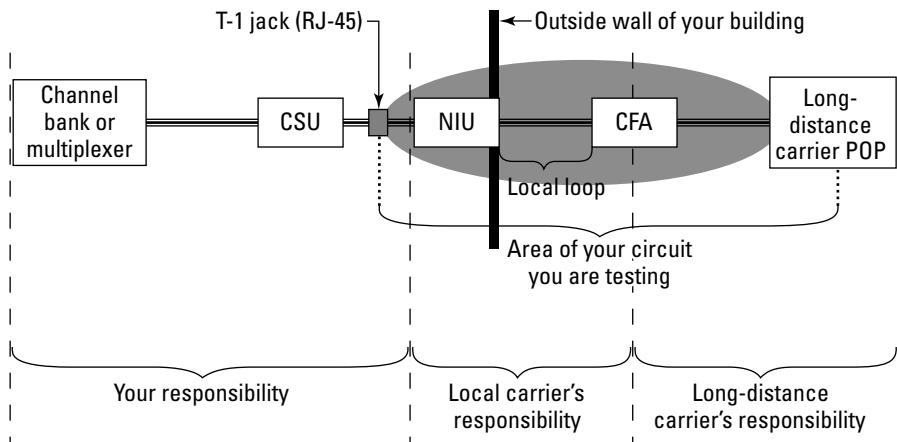 T-1 jack (RJ-45)
Outside wall of your building
Channel
bank or
multiplexer
CSU
NIU
CFA
Long-
distance
carrier POP
Local loop
Area of your circuit
you are testing
Your responsibility
Local carrier's
responsibility
Long-distance
carrier's responsibility